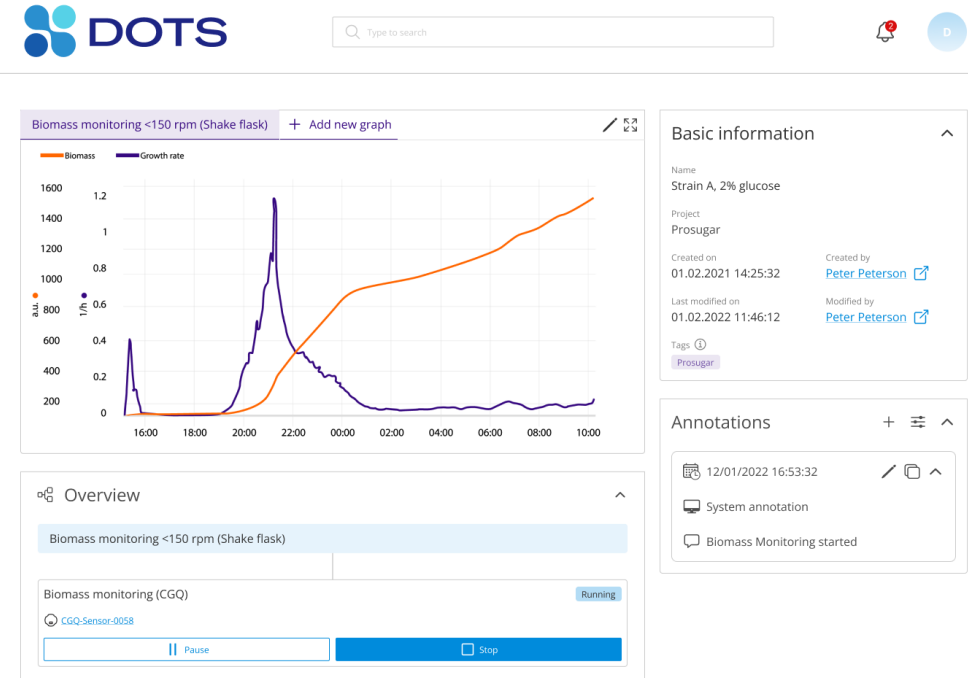 DOTS
Type to search
2
D
Biomass monitoring <150 rpm (Shake flask)
+ Add new graph
Biomass
Growth rate
1600
1400
1200
1000
800
600
400
200
a.u.
1.2
1
0.8
0.6
0.4
0.2
0
1/h
16:00 18:00 20:00 22:00 00:00 02:00 04:00 06:00 08:00 10:00
Overview
Biomass monitoring <150 rpm (Shake flask)
Biomass monitoring (CGQ)
Running
CGQ-Sensor-0058
Pause
Stop
Basic information
Name
Strain A, 2% glucose
Project
Prosugar
Created on
01.02.2021 14:25:32
Created by
Peter Peterson
Last modified on
01.02.2022 11:46:12
Modified by
Peter Peterson
Tags
Prosugar
Annotations
12/01/2022 16:53:32
System annotation
Biomass Monitoring started